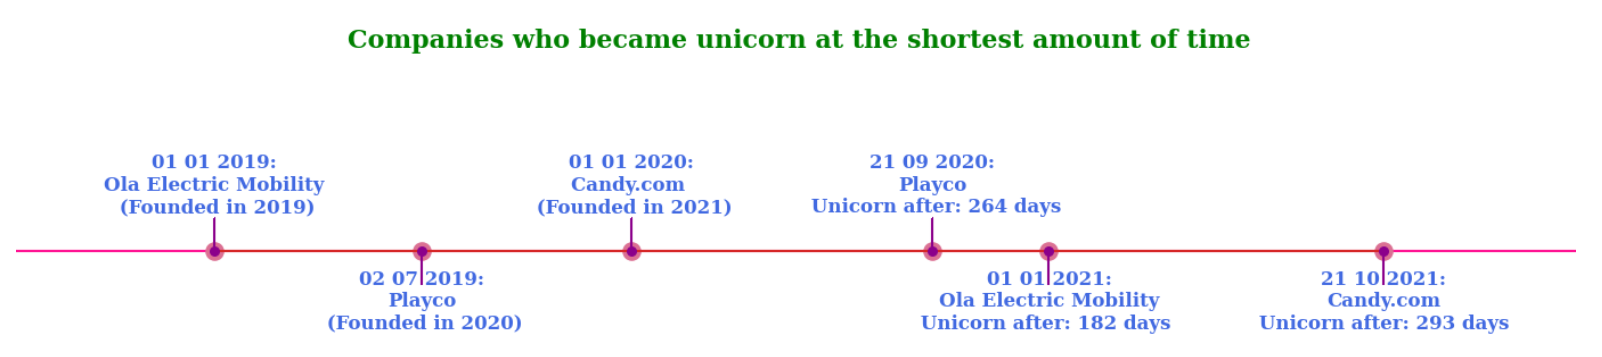 Companies who became unicorn at the shortest amount of time
01 01 2019:
Ola Electric Mobility
(Founded in 2019)
02 07 2019:
Playco
(Founded in 2020)
01 01 2020:
Candy.com
(Founded in 2021)
21 09 2020:
Playco
Unicorn after: 264 days
01 01 2021:
Ola Electric Mobility
Unicorn after: 182 days
21 10 2021:
Candy.com
Unicorn after: 293 days